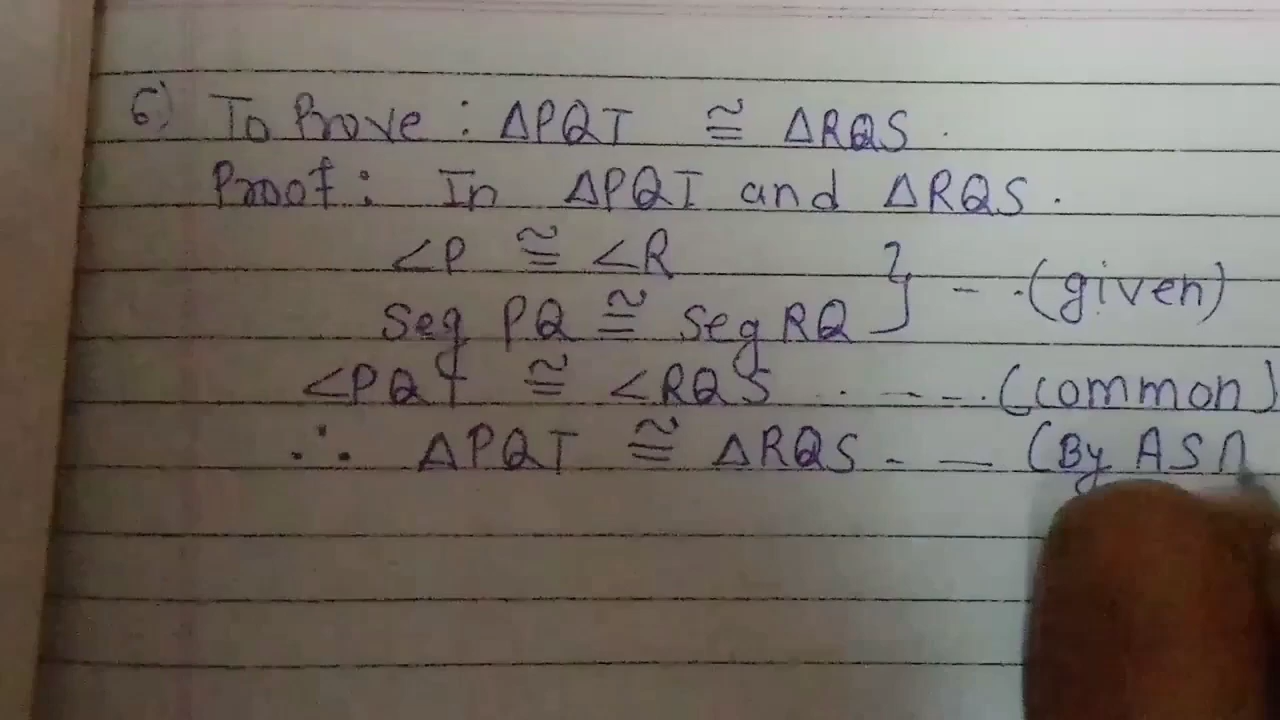 6) To Prove : ΔPQT ≅ ΔRQS.
Proof : In ΔPQT and ΔRQS.
∠P ≅ ∠R
seg PQ ≅ seg RQ } - - . (given)
∠PQT ≅ ∠RQS . - - - . (common)
∴ ΔPQT ≅ ΔRQS - — (By ASA